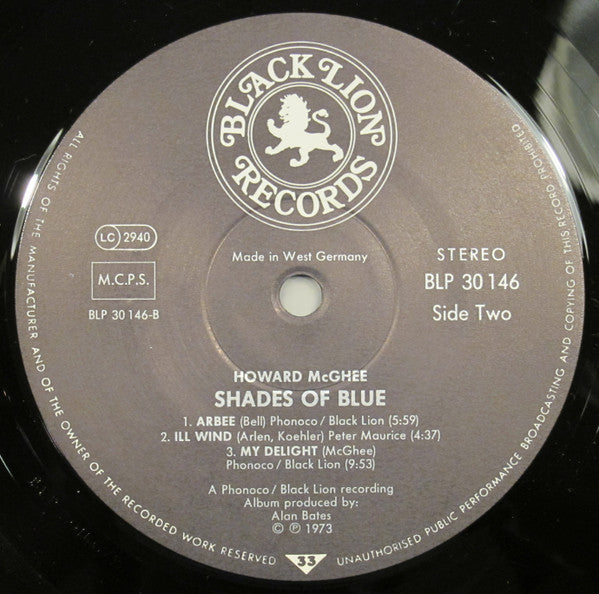 BLACK LION
RECORDS
LC 2940
Made in West Germany
STEREO
M.C.P.S.
BLP 30 146
BLP 30 146-B
Side Two
HOWARD McGHEE
SHADES OF BLUE
1. ARBEE (Bell) Phonoco / Black Lion (5:59)
2. ILL WIND (Arlen, Koehler) Peter Maurice (4:37)
3. MY DELIGHT (McGhee)
Phonoco / Black Lion (9:53)
A Phonoco / Black Lion recording
Album produced by:
Alan Bates
© ℗ 1973
33
ALL RIGHTS OF THE MANUFACTURER AND OF THE OWNER OF THE RECORDED WORK RESERVED
UNAUTHORISED PUBLIC PERFORMANCE BROADCASTING AND COPYING OF THIS RECORD PROHIBITED